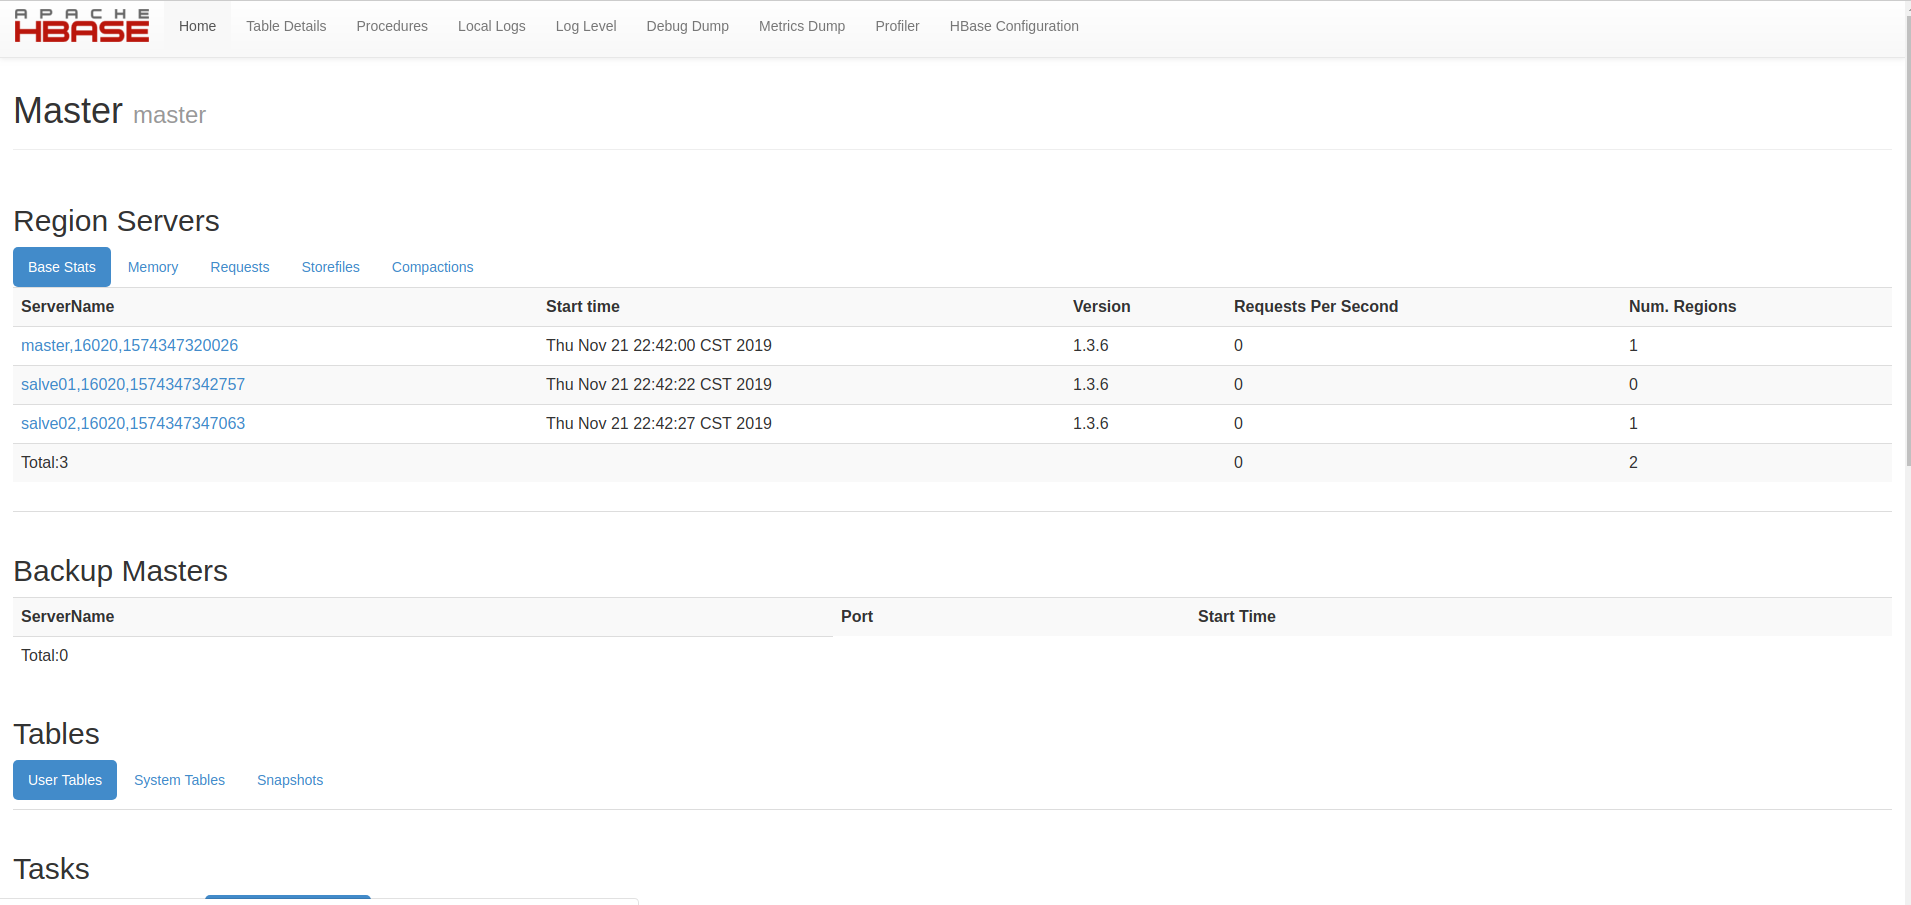 APACHE
HBASE
Home Table Details Procedures Local Logs Log Level Debug Dump Metrics Dump Profiler HBase Configuration
Master master
Region Servers
Base Stats Memory Requests Storefiles Compactions
ServerName Start time Version Requests Per Second Num. Regions
master,16020,1574347320026 Thu Nov 21 22:42:00 CST 2019 1.3.6 0 1
salve01,16020,1574347342757 Thu Nov 21 22:42:22 CST 2019 1.3.6 0 0
salve02,16020,1574347347063 Thu Nov 21 22:42:27 CST 2019 1.3.6 0 1
Total:3 0 2
Backup Masters
ServerName Port Start Time
Total:0
Tables
User Tables System Tables Snapshots
Tasks